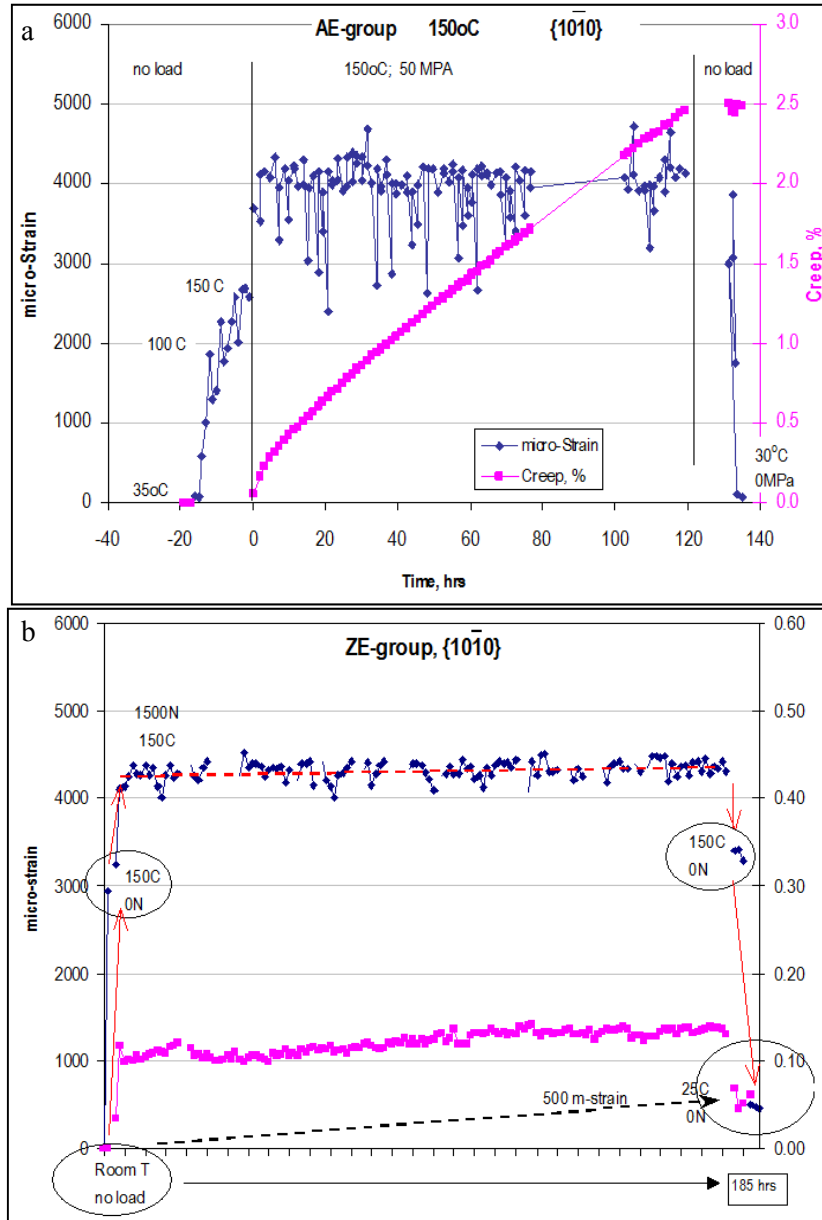 a
AE-group 150oC {101̅0}
no load
150oC; 50 MPA
no load
6000
5000
4000
3000
2000
1000
0
micro-Strain
3.0
2.5
2.0
1.5
1.0
0.5
0.0
Creep, %
150 C
100 C
35oC
micro-Strain
Creep, %
30°C
0MPa
-40 -20 0 20 40 60 80 100 120 140
Time, hrs
b
ZE-group, {101̅0}
6000
5000
4000
3000
2000
1000
0
micro-strain
0.60
0.50
0.40
0.30
0.20
0.10
0.00
1500N
150C
150C
0N
150C
0N
500 m-strain
25C
0N
Room T
no load
185 hrs